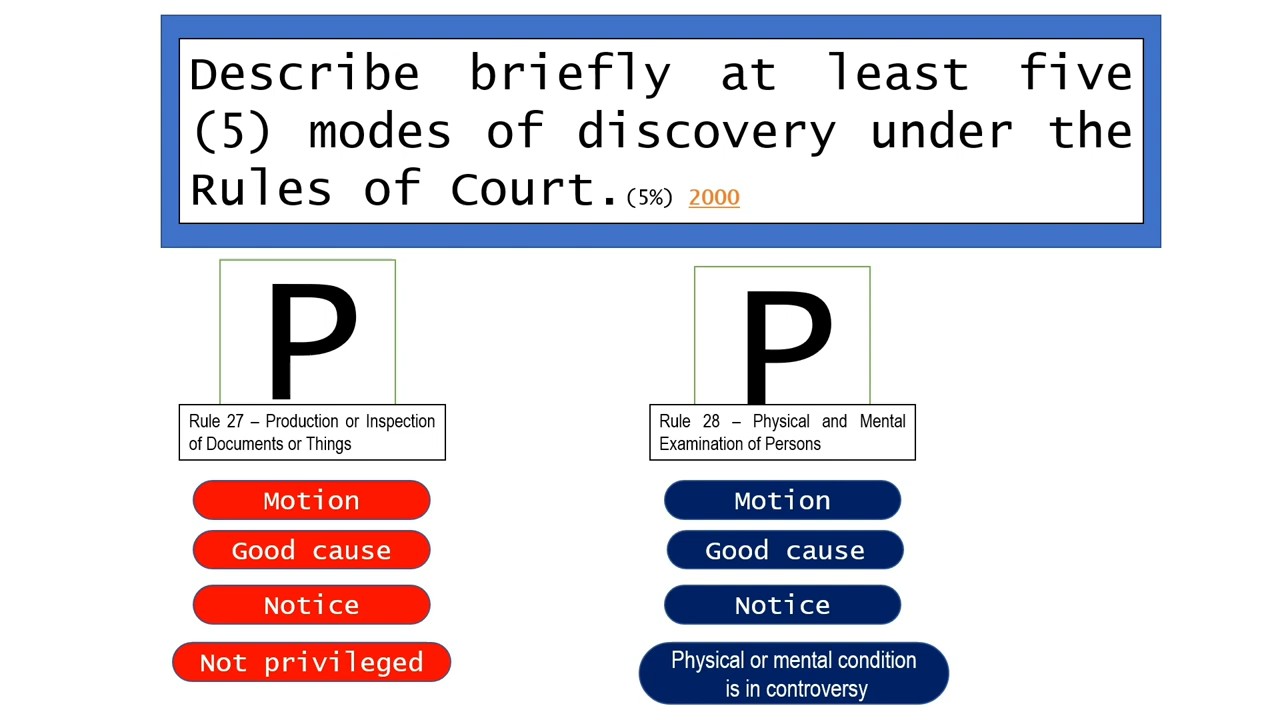 Describe briefly at least five
(5) modes of discovery under the
Rules of Court. (5%) 2000
P
Rule 27 – Production or Inspection
of Documents or Things
Motion
Good cause
Notice
Not privileged
P
Rule 28 – Physical and Mental
Examination of Persons
Motion
Good cause
Notice
Physical or mental condition
is in controversy